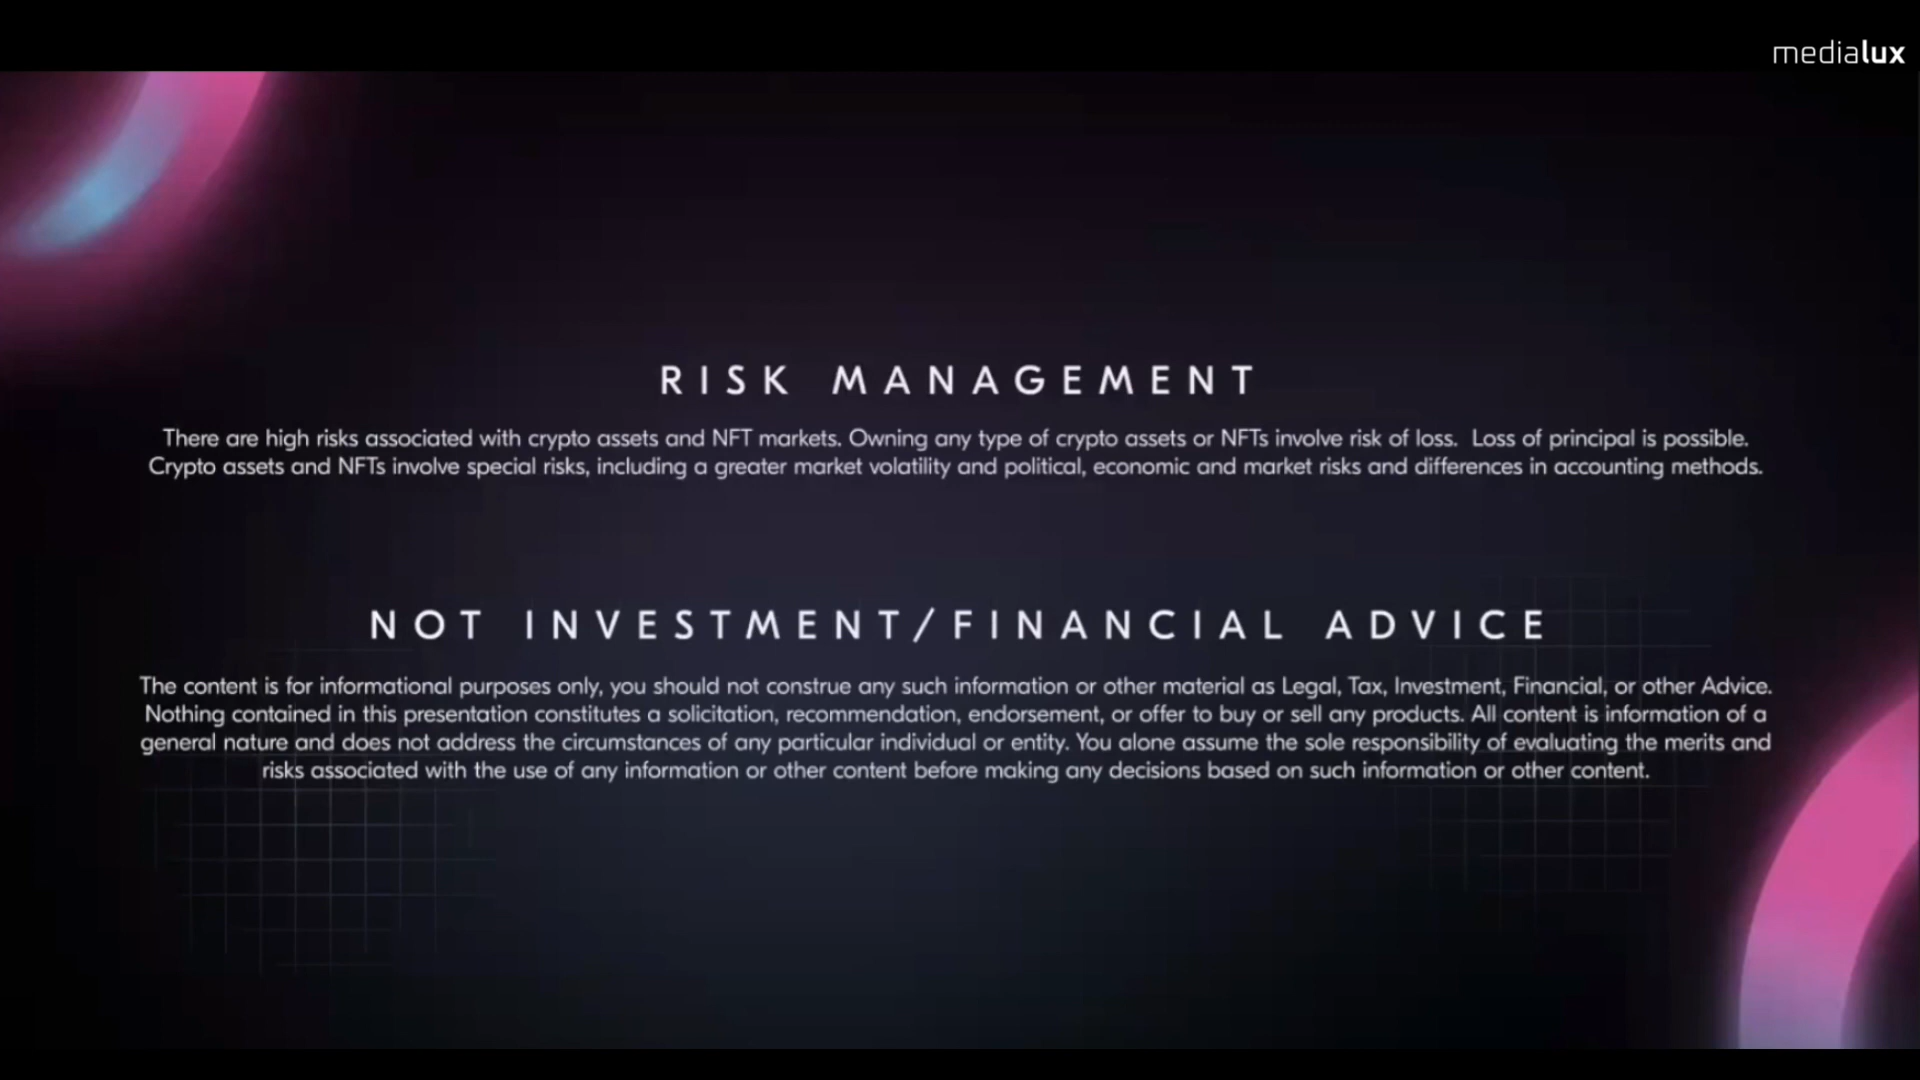 medialux
RISK MANAGEMENT
There are high risks associated with crypto assets and NFT markets. Owning any type of crypto assets or NFTs involve risk of loss.  Loss of principal is possible.
Crypto assets and NFTs involve special risks, including a greater market volatility and political, economic and market risks and differences in accounting methods.
NOT INVESTMENT/FINANCIAL ADVICE
The content is for informational purposes only, you should not construe any such information or other material as Legal, Tax, Investment, Financial, or other Advice.
Nothing contained in this presentation constitutes a solicitation, recommendation, endorsement, or offer to buy or sell any products. All content is information of a
general nature and does not address the circumstances of any particular individual or entity. You alone assume the sole responsibility of evaluating the merits and
risks associated with the use of any information or other content before making any decisions based on such information or other content.